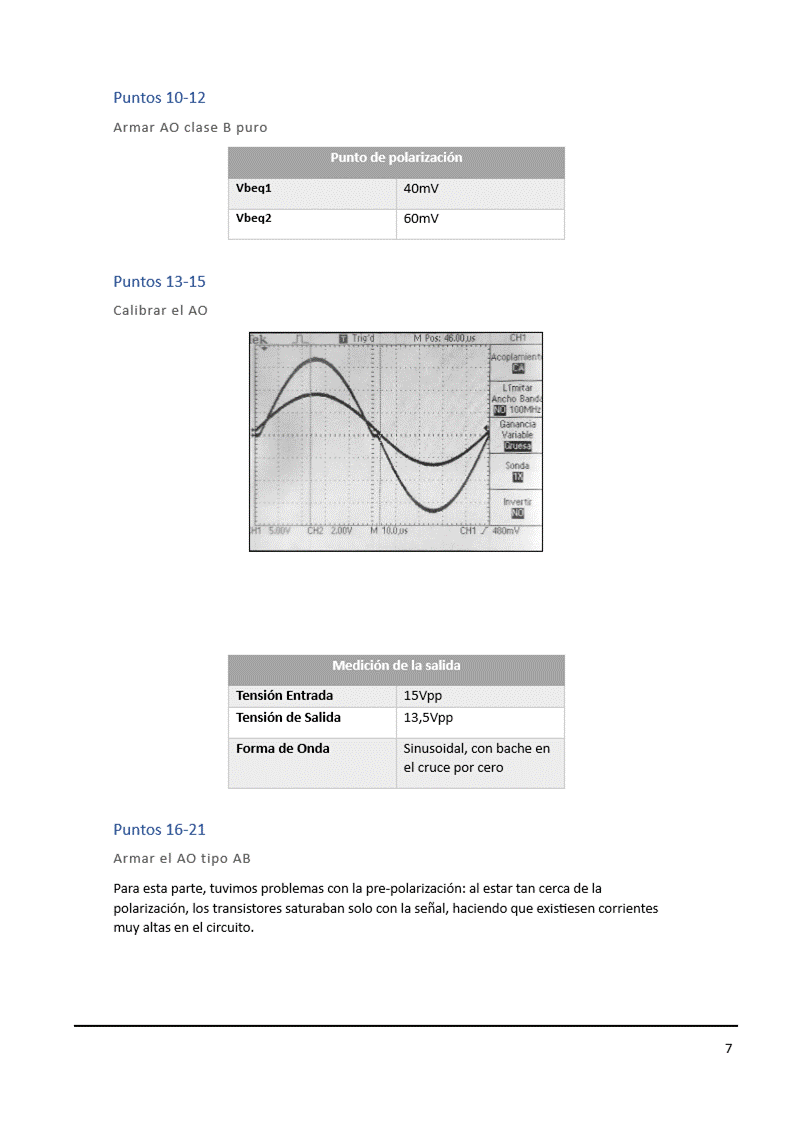 Puntos 10-12
Armar AO clase B puro
Punto de polarización
Vbeq1 40mV
Vbeq2 60mV
Puntos 13-15
Calibrar el AO
Tek Trig'd M Pos: 46.00us CH1
Acoplamient
CA
Limitar
Ancho Banda
NO 100MHz
Ganancia
Variable
Gruesa
Sonda
1X
Invertir
NO
H1 5.00V CH2 2.00V M 10.0us CH1 480mV
Medición de la salida
Tensión Entrada 15Vpp
Tensión de Salida 13,5Vpp
Forma de Onda Sinusoidal, con bache en
el cruce por cero
Puntos 16-21
Armar el AO tipo AB
Para esta parte, tuvimos problemas con la pre-polarización: al estar tan cerca de la
polarización, los transistores saturaban solo con la señal, haciendo que existiesen corrientes
muy altas en el circuito.
7